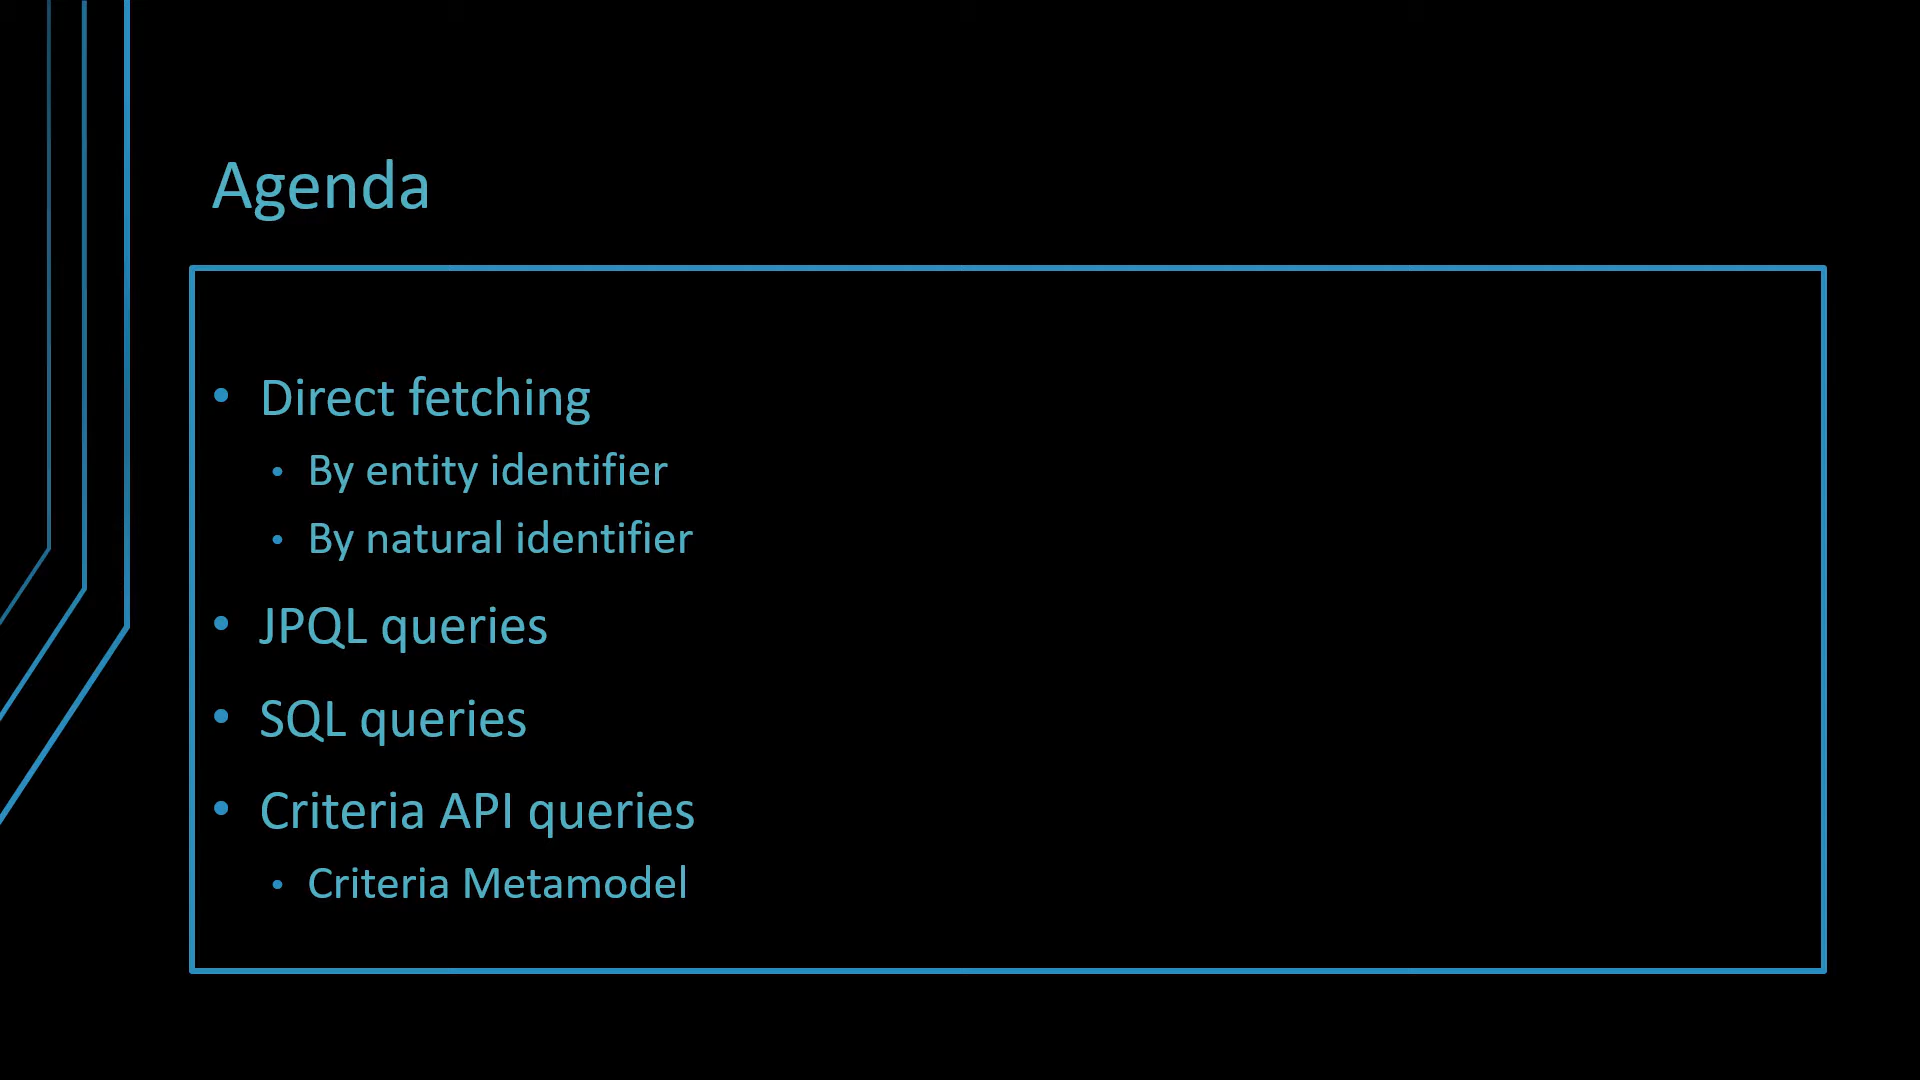 Agenda
• Direct fetching
• By entity identifier
• By natural identifier
• JPQL queries
• SQL queries
• Criteria API queries
• Criteria Metamodel